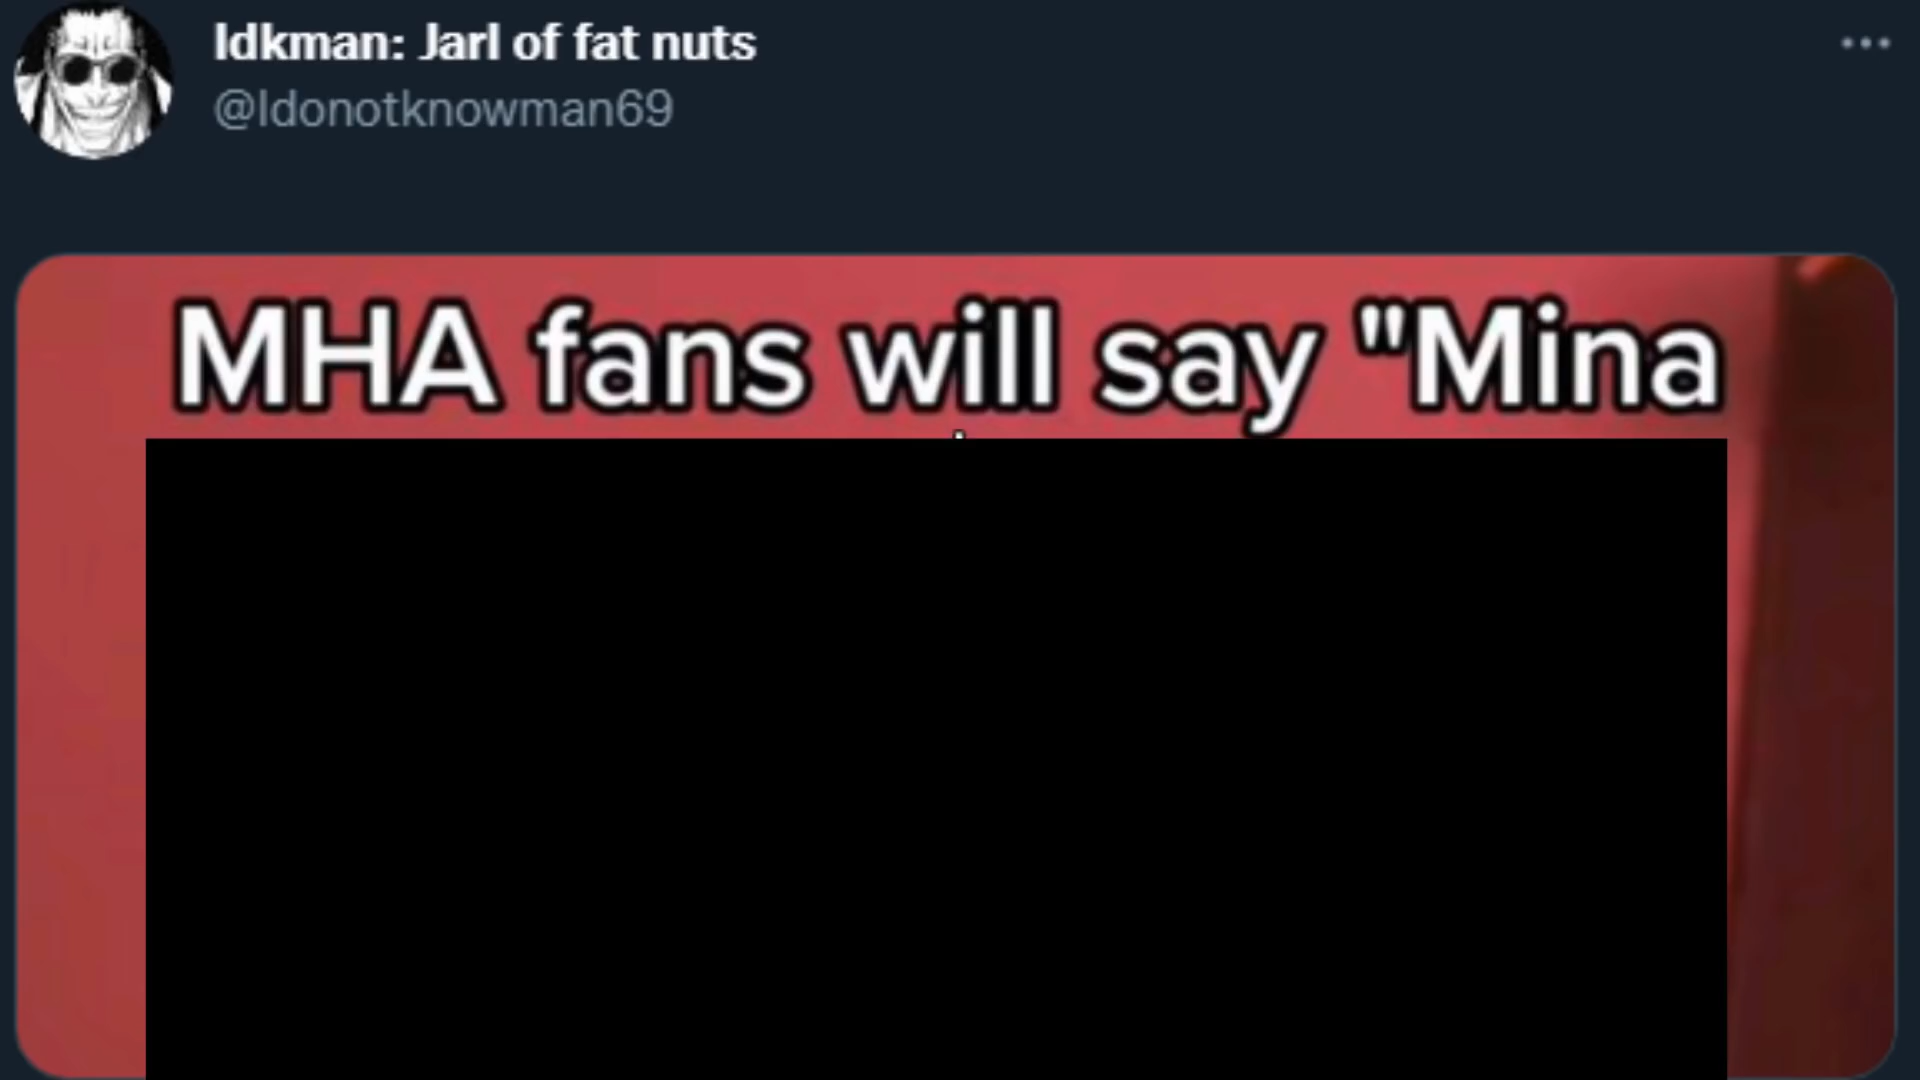 Idkman: Jarl of fat nuts
@Idonotknowman69
MHA fans will say "Mina